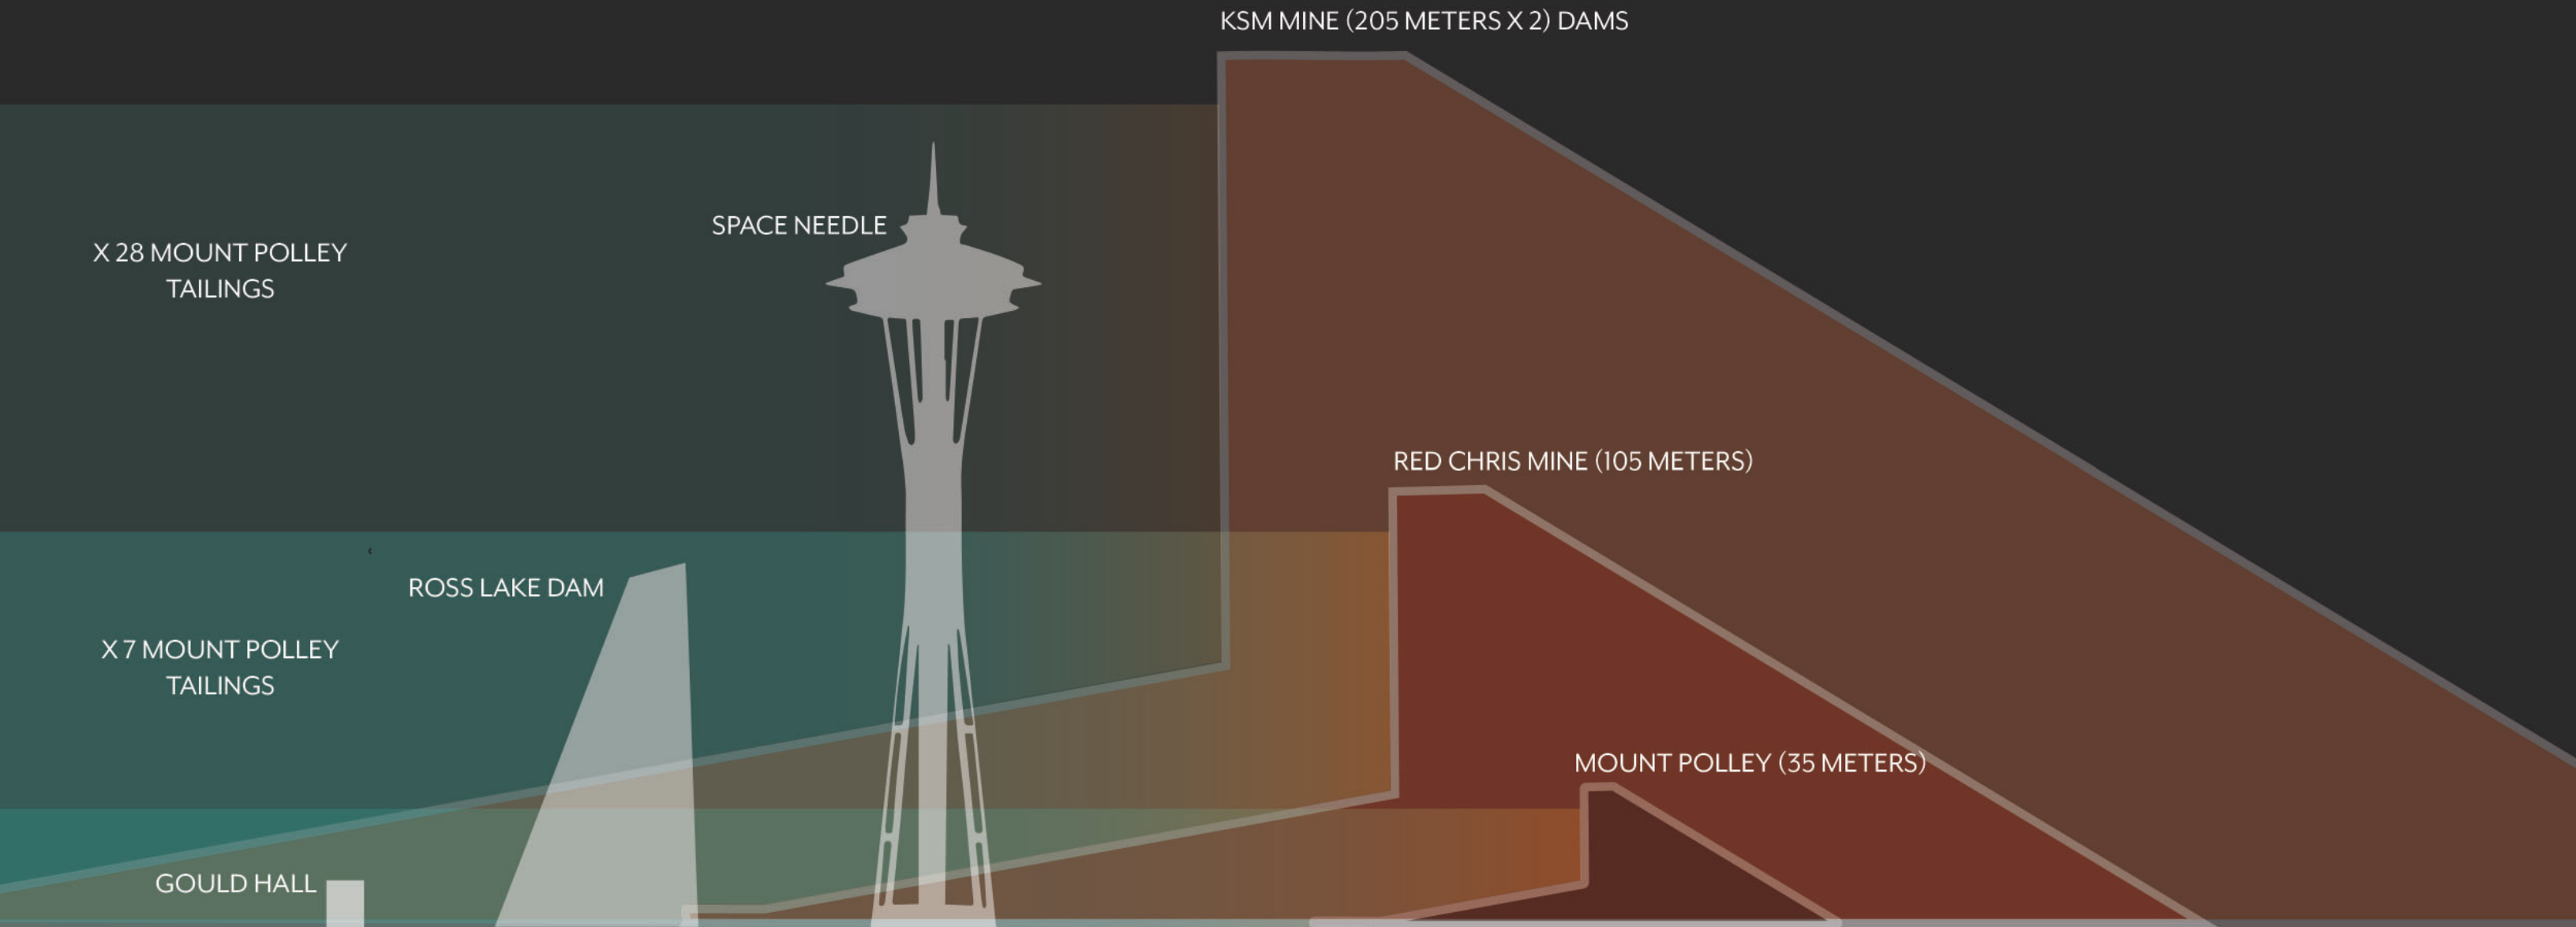 KSM MINE (205 METERS X 2) DAMS
SPACE NEEDLE
X 28 MOUNT POLLEY
TAILINGS
RED CHRIS MINE (105 METERS)
ROSS LAKE DAM
X 7 MOUNT POLLEY
TAILINGS
MOUNT POLLEY (35 METERS)
GOULD HALL